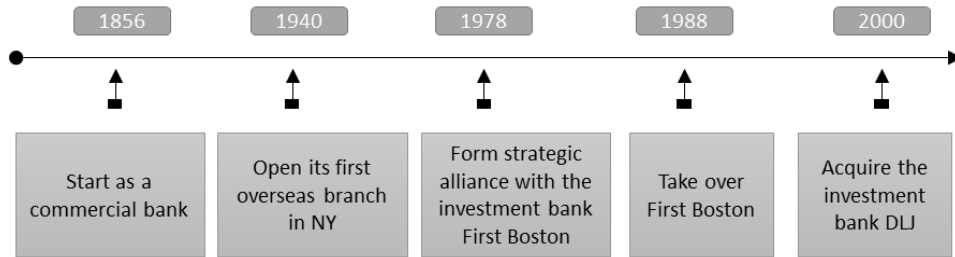 1856
1940
1978
1988
2000
Start as a
commercial bank
Open its first
overseas branch
in NY
Form strategic
alliance with the
investment bank
First Boston
Take over
First Boston
Acquire the
investment
bank DLJ